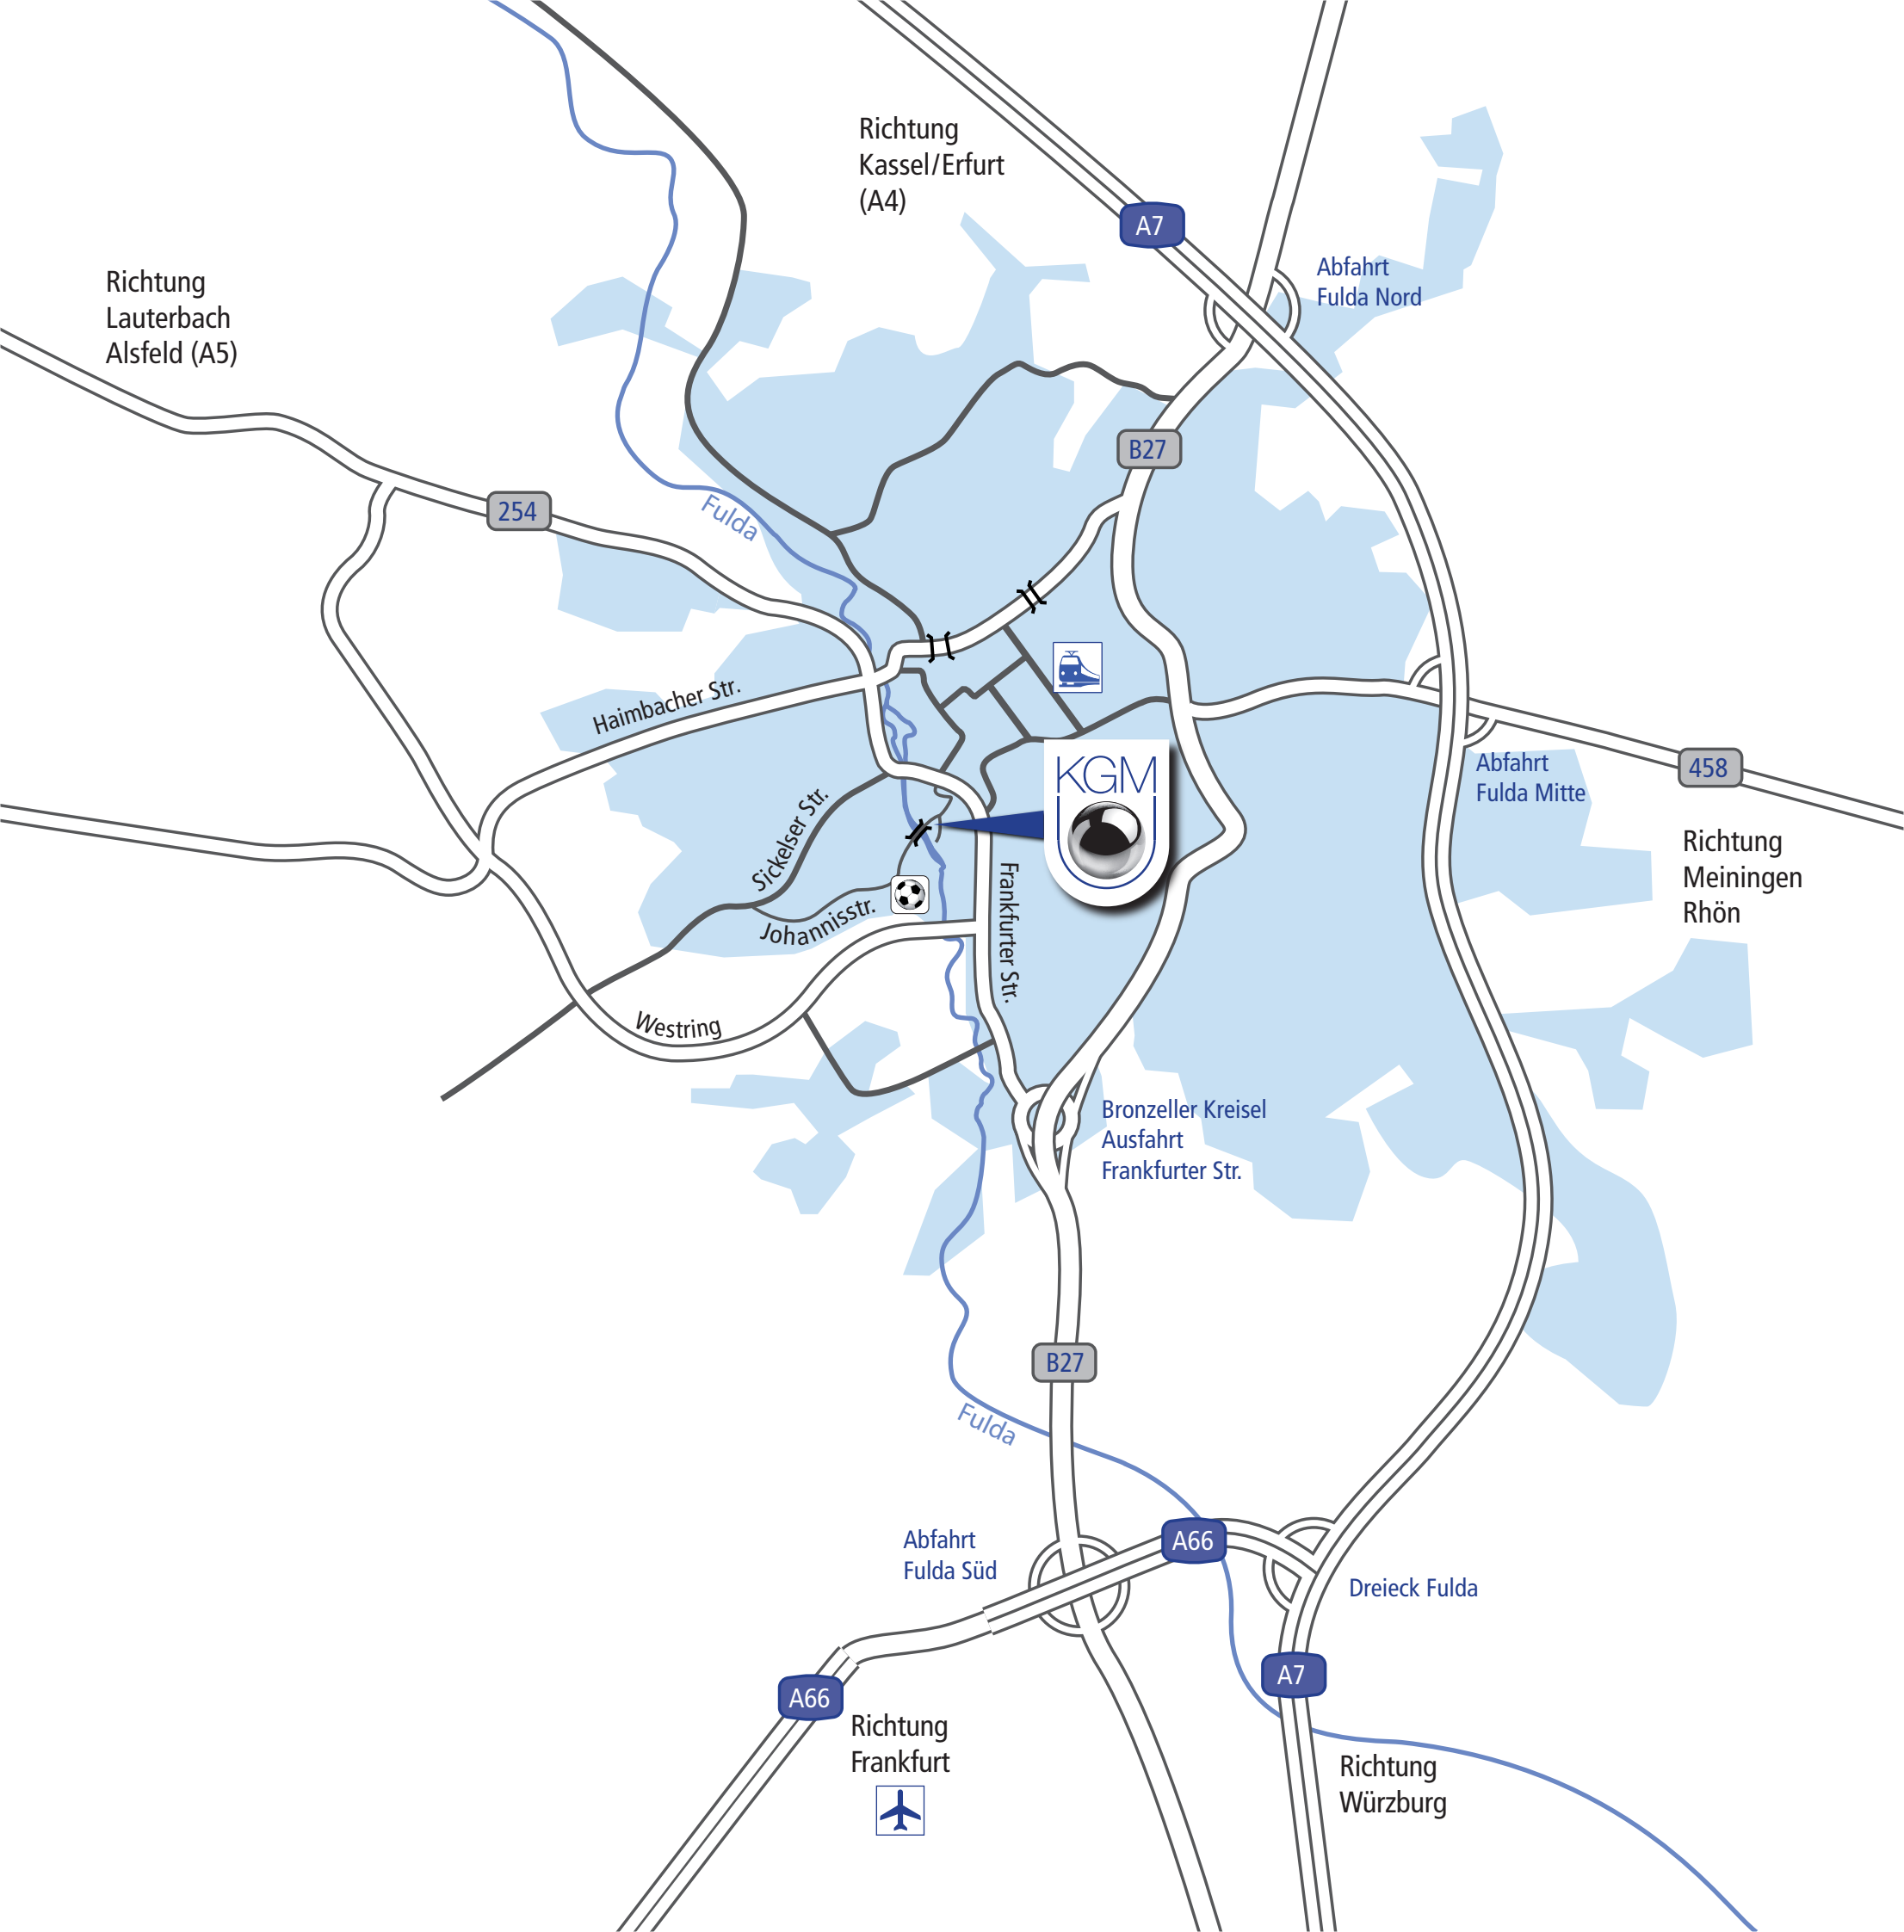 Richtung
Kassel/Erfurt
(A4)
A7
Abfahrt
Fulda Nord
Richtung
Lauterbach
Alsfeld (A5)
B27
254
Fulda
Haimbacher Str.
Abfahrt
Fulda Mitte
458
KGM
Sickelser Str.
Richtung
Meiningen
Rhön
Frankfurter Str.
Johannisstr.
Westring
Bronzeller Kreisel
Ausfahrt
Frankfurter Str.
B27
Fulda
Abfahrt
Fulda Süd
A66
Dreieck Fulda
A7
A66
Richtung
Frankfurt
Richtung
Würzburg